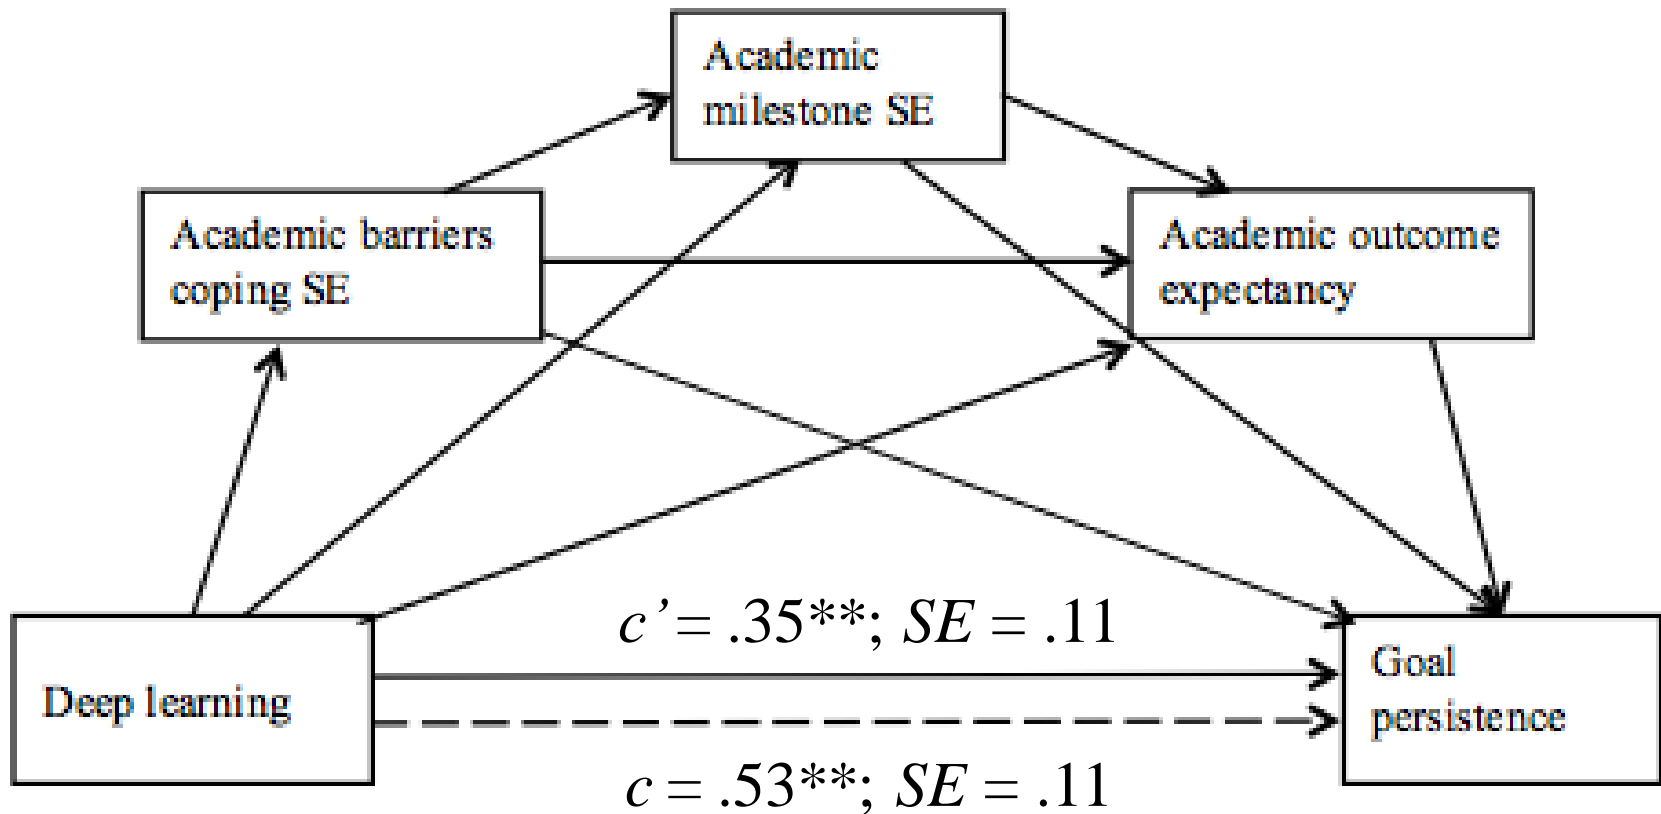 Academic
milestone SE
Academic barriers
coping SE
Academic outcome
expectancy
c’ = .35**; SE = .11
Deep learning
Goal
persistence
c = .53**; SE = .11